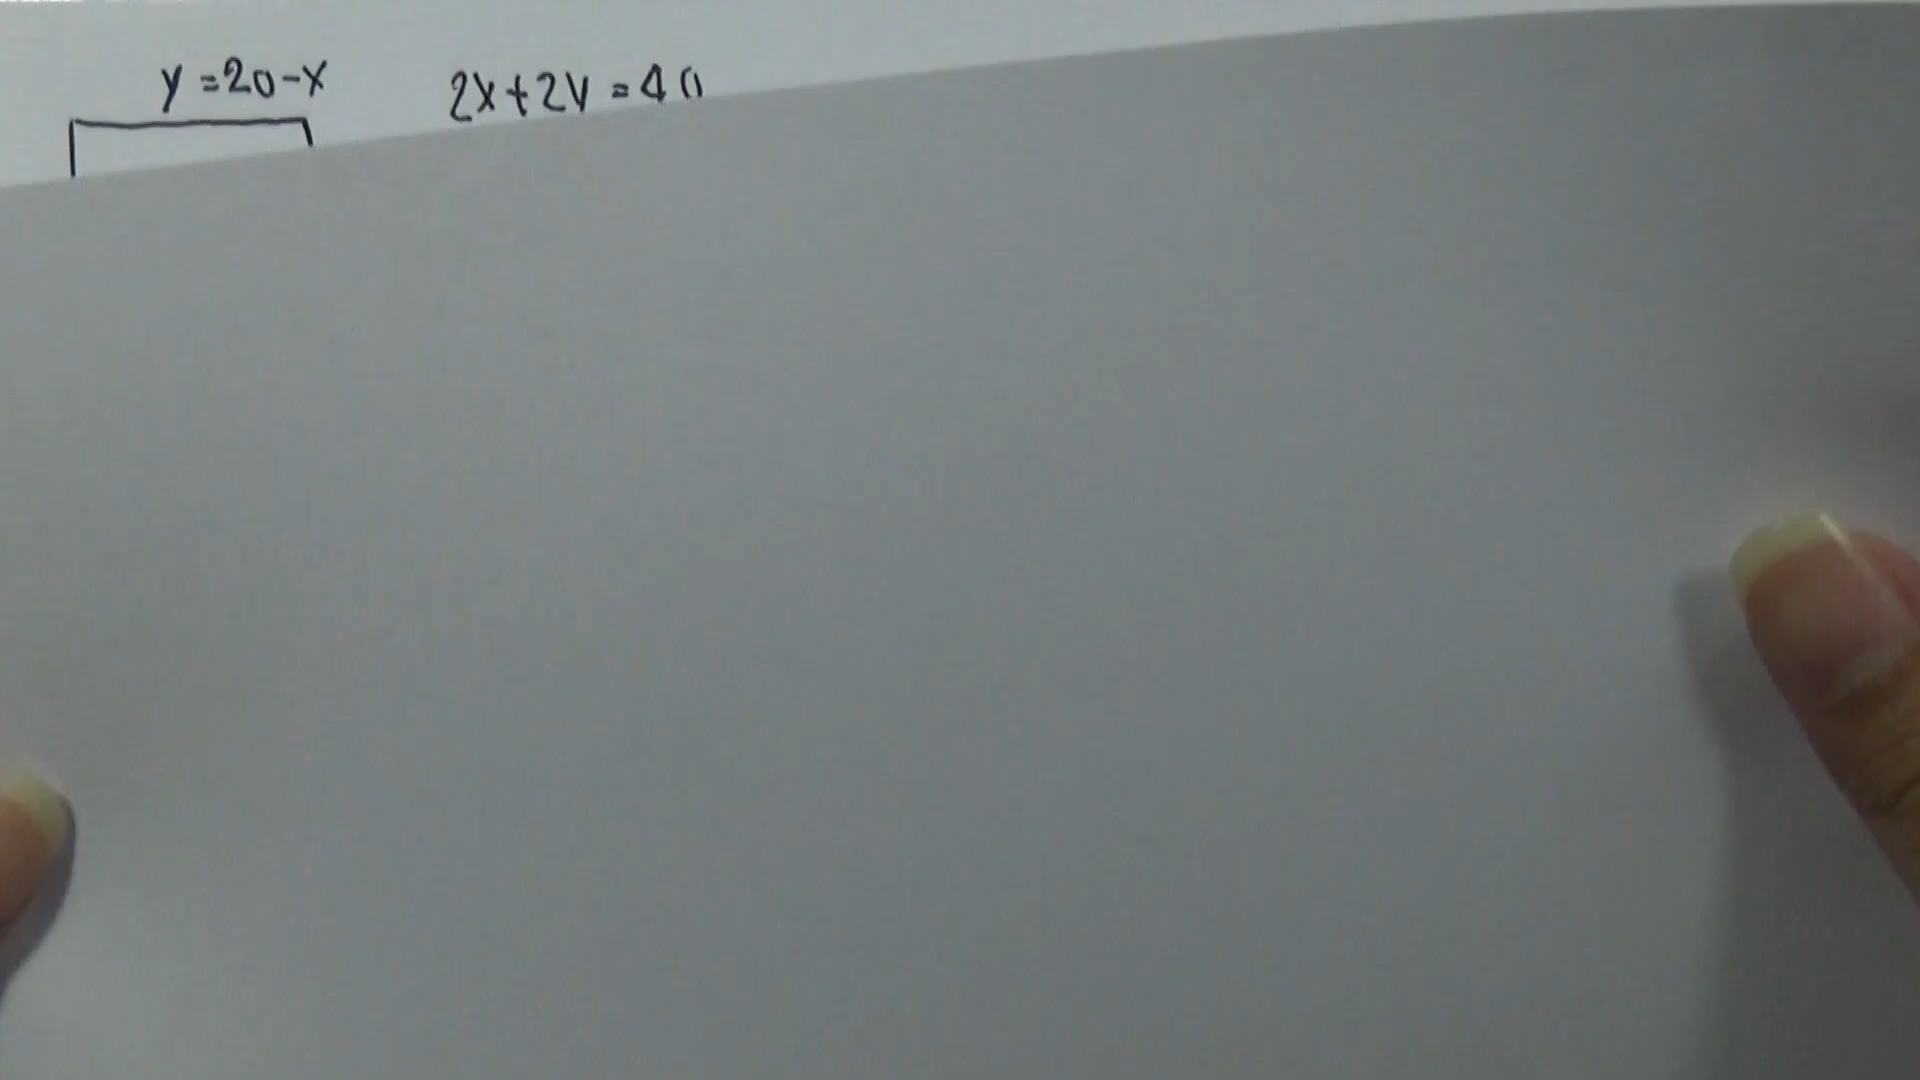 y = 20 - x
2x + 2y = 40